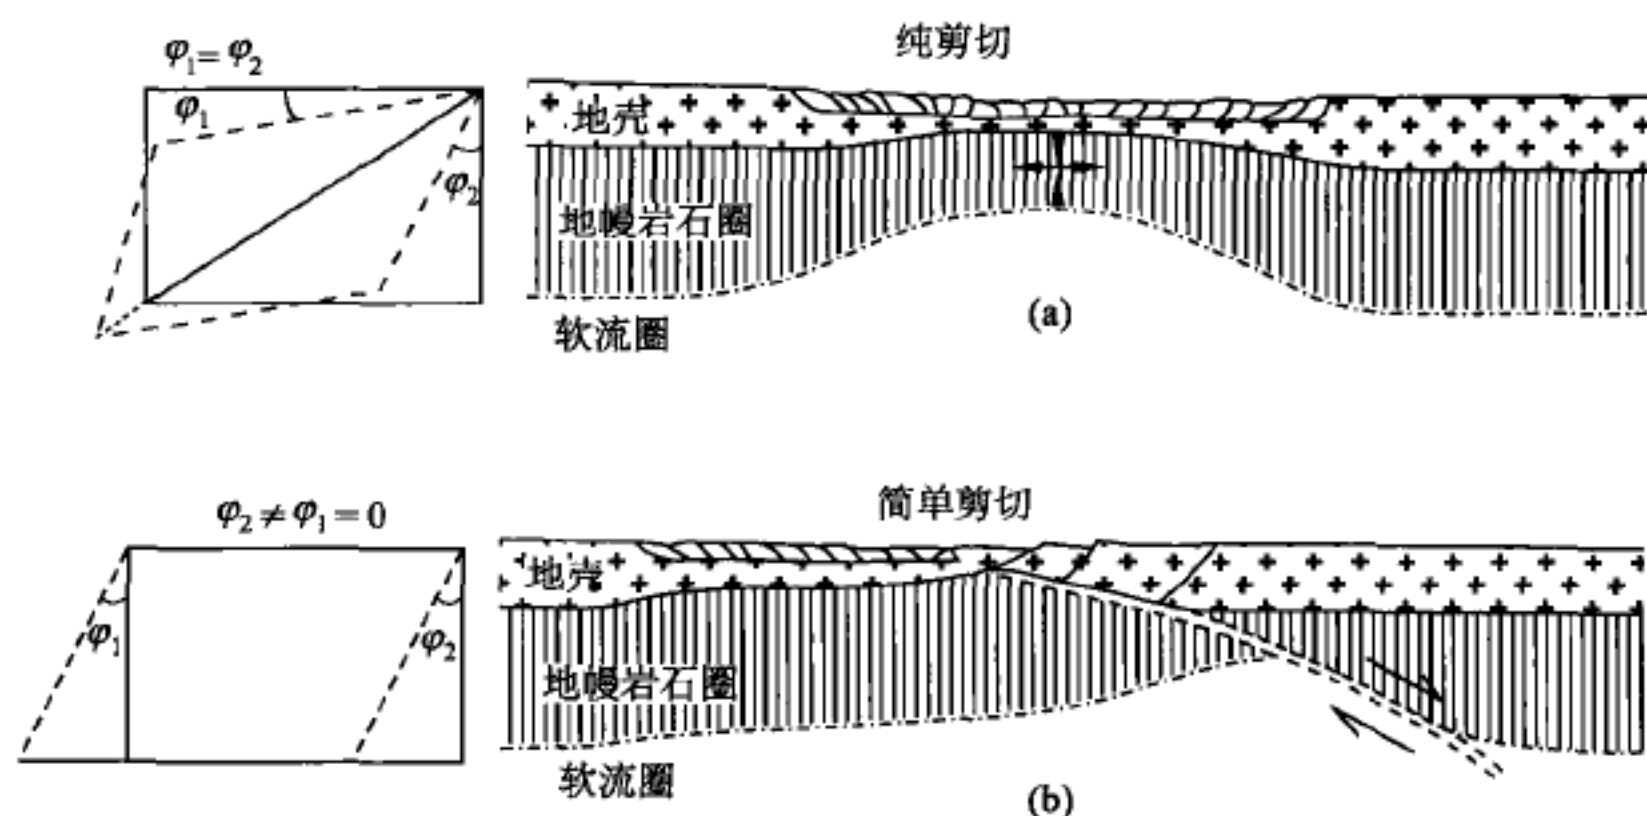 纯剪切
φ₁= φ₂
φ₁
地壳
φ₂
地幔岩石圈
(a)
软流圈
简单剪切
φ₂ ≠ φ₁ = 0
地壳
φ₁
φ₂
地幔岩石圈
软流圈
(b)